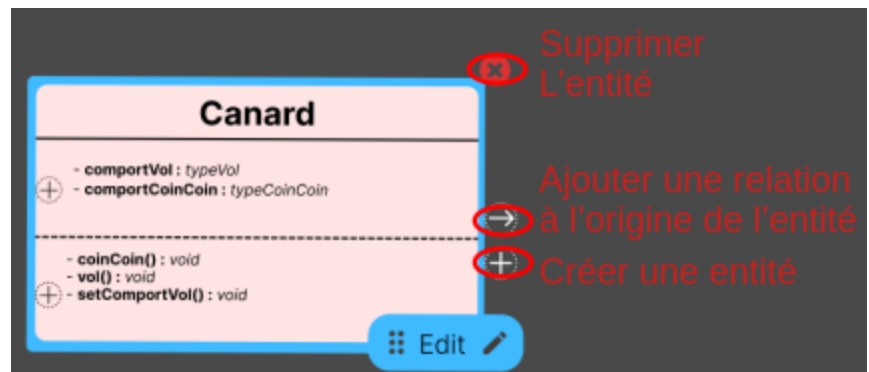 Supprimer
L'entité
Canard
- comportVol : typeVol
- comportCoinCoin : typeCoinCoin
Ajouter une relation
à l'origine de l'entité
Créer une entité
- coinCoin() : void
- vol() : void
- setComportVol() : void
Edit